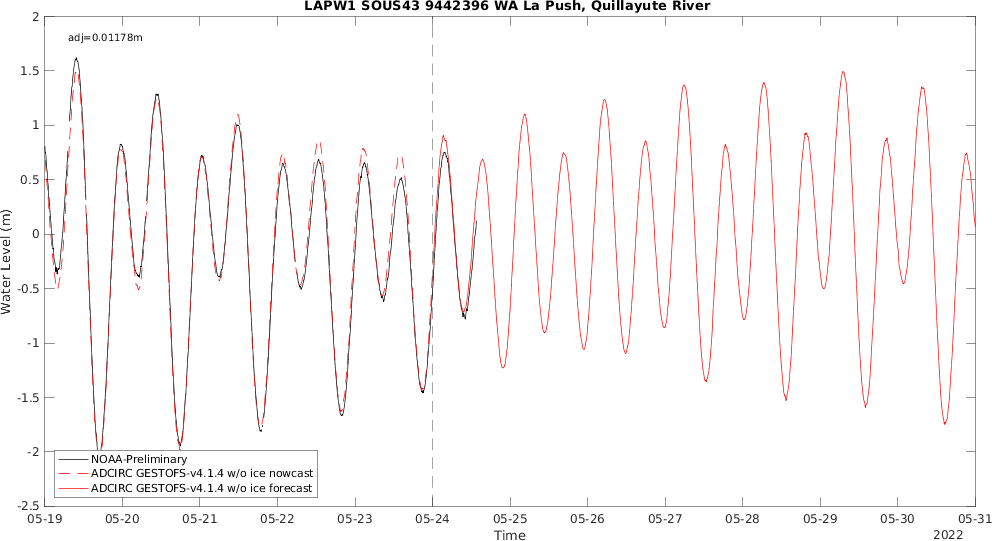 LAPW1 SOUS43 9442396 WA La Push, Quillayute River
adj=0.01178m
2
1.5
1
0.5
0
-0.5
-1
-1.5
-2
-2.5
Water Level (m)
NOAA-Preliminary
ADCIRC GESTOFS-v4.1.4 w/o ice nowcast
ADCIRC GESTOFS-v4.1.4 w/o ice forecast
05-19 05-20 05-21 05-22 05-23 05-24 05-25 05-26 05-27 05-28 05-29 05-30 05-31
Time
2022